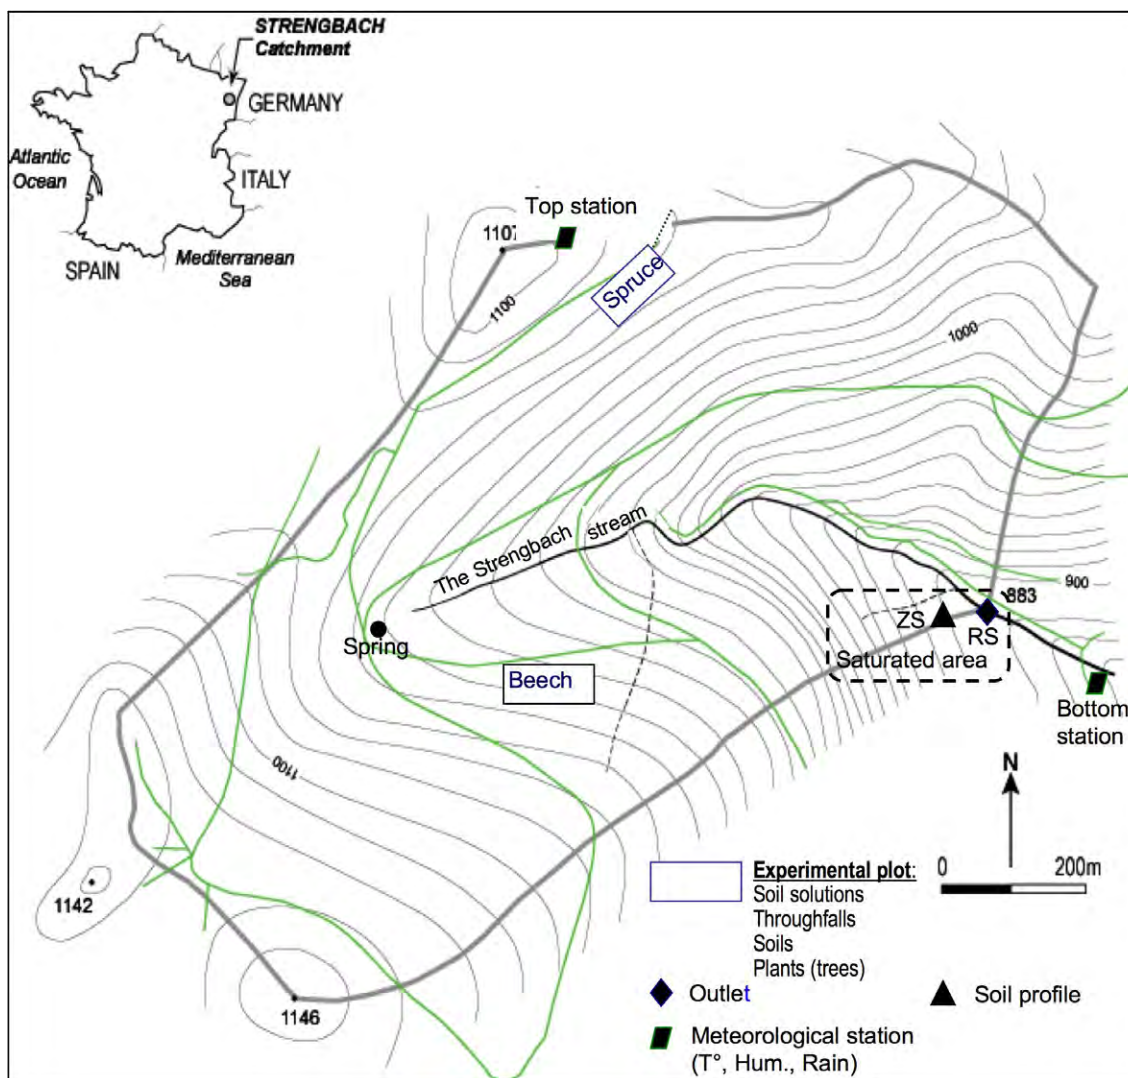 STRENGBACH
Catchment
GERMANY
Atlantic
Ocean
ITALY
Mediterranean
Sea
SPAIN
Top station
1107
Spruce
1100
1000
The Strengbach stream
900
883
ZS
RS
Spring
Saturated area
Beech
Bottom
station
1100
N
0 200m
1142
1146
Experimental plot:
Soil solutions
Throughfalls
Soils
Plants (trees)
Outlet
Soil profile
Meteorological station
(T°, Hum., Rain)